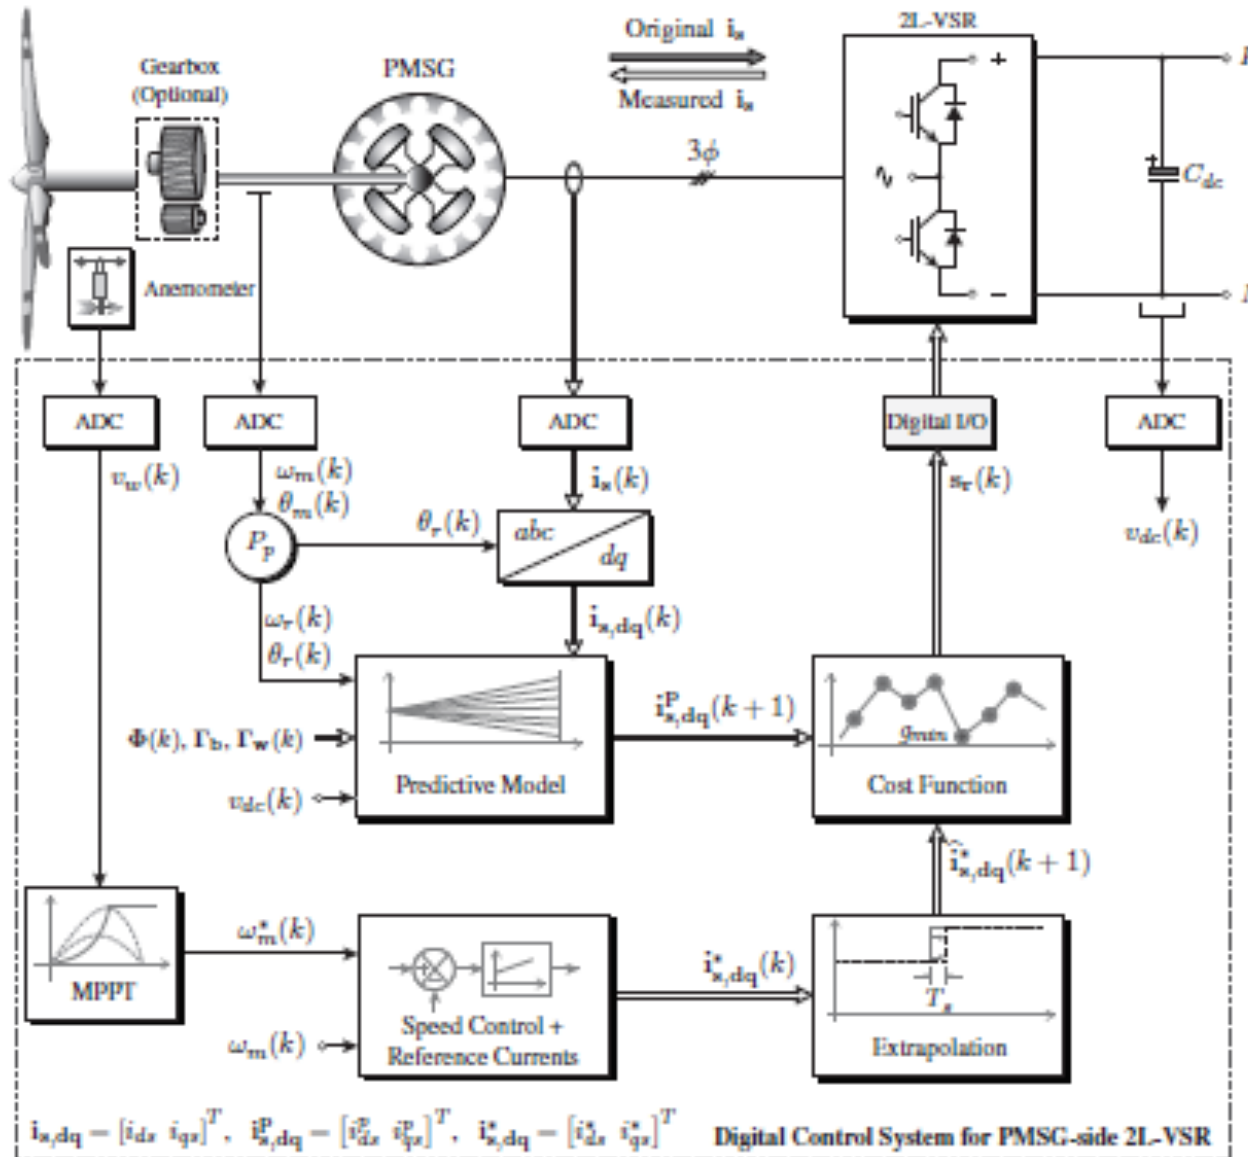 2L-VSR
Original i_s
Measured i_s
Gearbox
(Optional)
PMSG
3ϕ
+
C_dc
+
−
Anemometer
ADC
ADC
ADC
Digital I/O
ADC
v_w(k)
ω_m(k)
θ_m(k)
i_s(k)
s_r(k)
v_dc(k)
P_p
θ_r(k)
abc
dq
ω_r(k)
θ_r(k)
i_s,dq(k)
Φ(k), Γ_b, Γ_w(k)
v_dc(k)
Predictive Model
i^P_s,dq(k+1)
g_min
Cost Function
î*_s,dq(k+1)
MPPT
ω*_m(k)
ω_m(k)
Speed Control +
Reference Currents
i*_s,dq(k)
T_s
Extrapolation
i_s,dq = [i_ds i_qs]^T, i^P_s,dq = [i^P_ds i^P_qs]^T, i*_s,dq = [i*_ds i*_qs]^T
Digital Control System for PMSG-side 2L-VSR